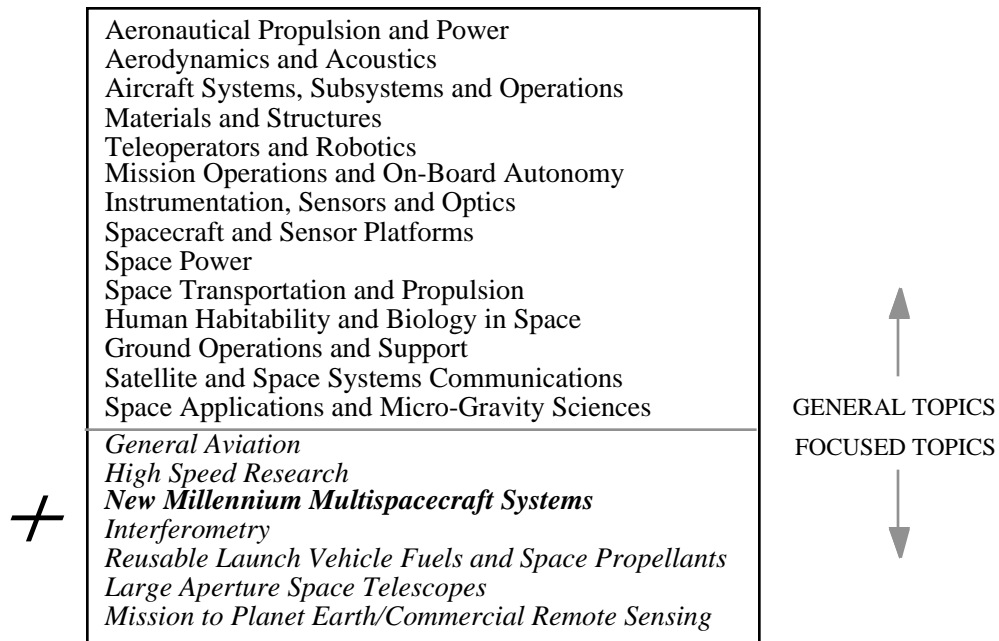 Aeronautical Propulsion and Power
Aerodynamics and Acoustics
Aircraft Systems, Subsystems and Operations
Materials and Structures
Teleoperators and Robotics
Mission Operations and On-Board Autonomy
Instrumentation, Sensors and Optics
Spacecraft and Sensor Platforms
Space Power
Space Transportation and Propulsion
Human Habitability and Biology in Space
Ground Operations and Support
Satellite and Space Systems Communications
Space Applications and Micro-Gravity Sciences
GENERAL TOPICS
FOCUSED TOPICS
General Aviation
High Speed Research
New Millennium Multispacecraft Systems
+
Interferometry
Reusable Launch Vehicle Fuels and Space Propellants
Large Aperture Space Telescopes
Mission to Planet Earth/Commercial Remote Sensing